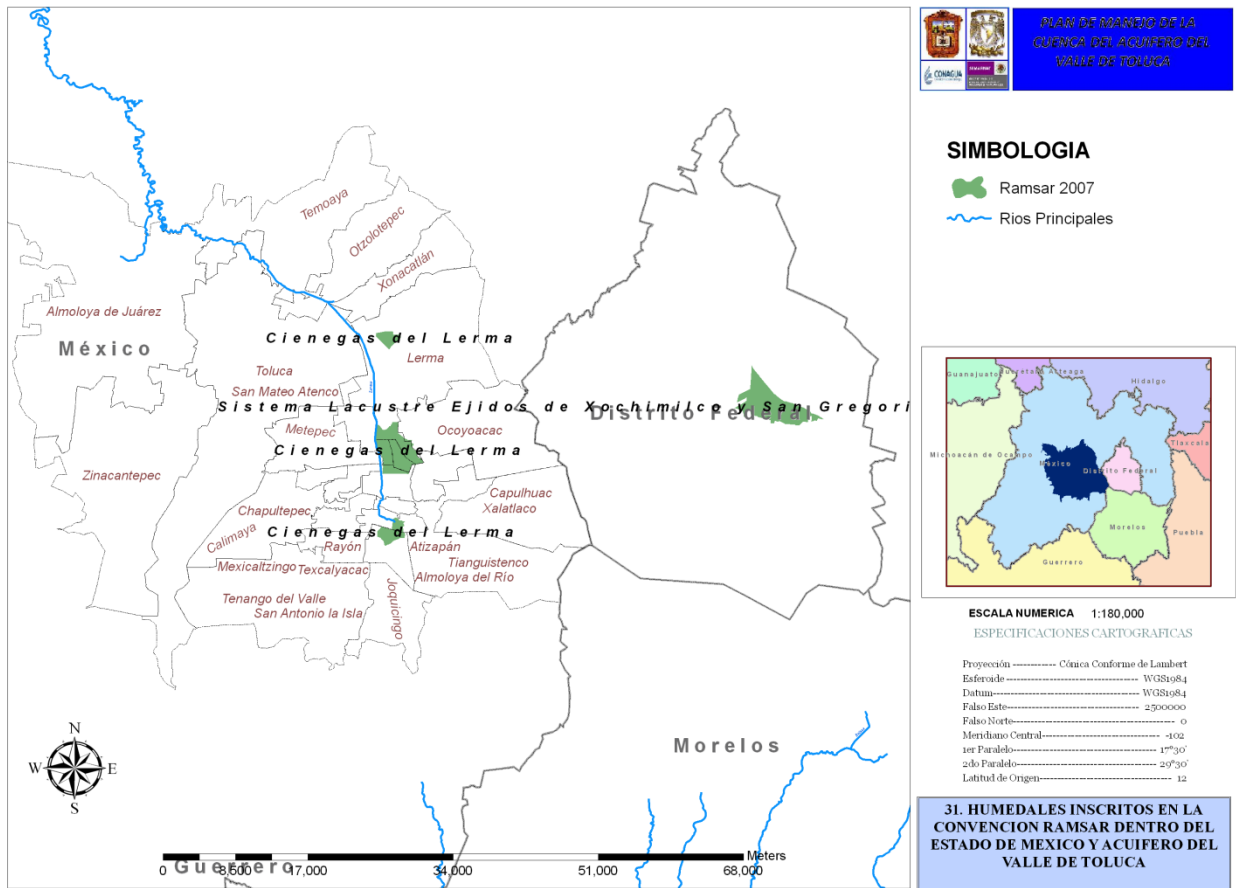 Temoaya
Otzolotepec
Xonacatlán
Almoloya de Juárez
México
Cienegas del Lerma
Lerma
Toluca
San Mateo Atenco
Sistema Lacustre Ejidos de Xochimilco y San Gregori
Distrito Federal
Metepec
Ocoyoacac
Cienegas del Lerma
Zinacantepec
Capulhuac
Xalatlaco
Chapultepec
Calimaya
Cienegas del Lerma
Rayón
Atizapán
Mexicaltzingo
Texcalyacac
Tianguistenco
Almoloya del Río
Tenango del Valle
San Antonio la Isla
Joquicingo
Morelos
Guerrero
N
W
E
S
Meters
0 8,500 17,000 34,000 51,000 68,000
CONAGUA
PLAN DE MANEJO DE LA
CUENCA DEL ACUIFERO DEL
VALLE DE TOLUCA
SIMBOLOGIA
Ramsar 2007
Rios Principales
Guanajuato
Queretaro Arteaga
Hidalgo
Michoacán de Ocampo
México
Distrito Federal
Tlaxcala
Morelos
Puebla
Guerrero
ESCALA NUMERICA 1:180,000
ESPECIFICACIONES CARTOGRAFICAS
Proyección ------------ Cónica Conforme de Lambert
Esferoide ---------------------------------- WGS1984
Datum------------------------------------- WGS1984
Falso Este---------------------------------- 2500000
Falso Norte------------------------------------------ 0
Meridiano Central--------------------------------- -102
1er Paralelo------------------------------------- 17°30'
2do Paralelo------------------------------------ 29°30'
Latitud de Origen----------------------------------- 12
31. HUMEDALES INSCRITOS EN LA
CONVENCION RAMSAR DENTRO DEL
ESTADO DE MEXICO Y ACUIFERO DEL
VALLE DE TOLUCA